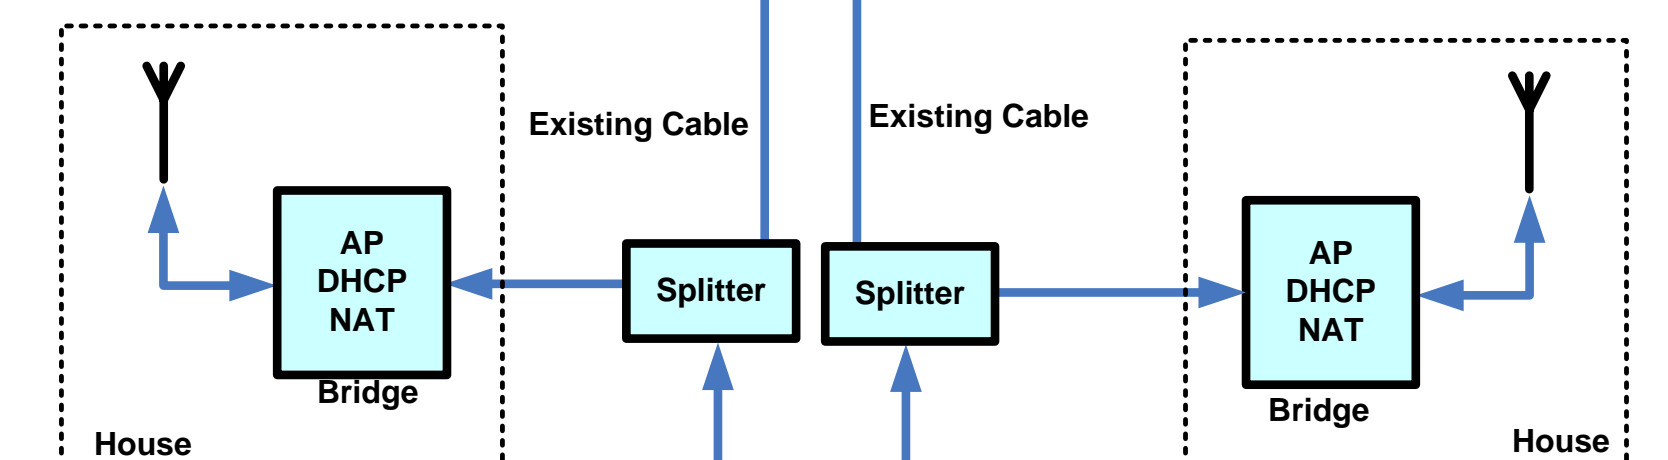 Existing Cable
Existing Cable
AP
DHCP
NAT
Bridge
House
Splitter
Splitter
AP
DHCP
NAT
Bridge
House